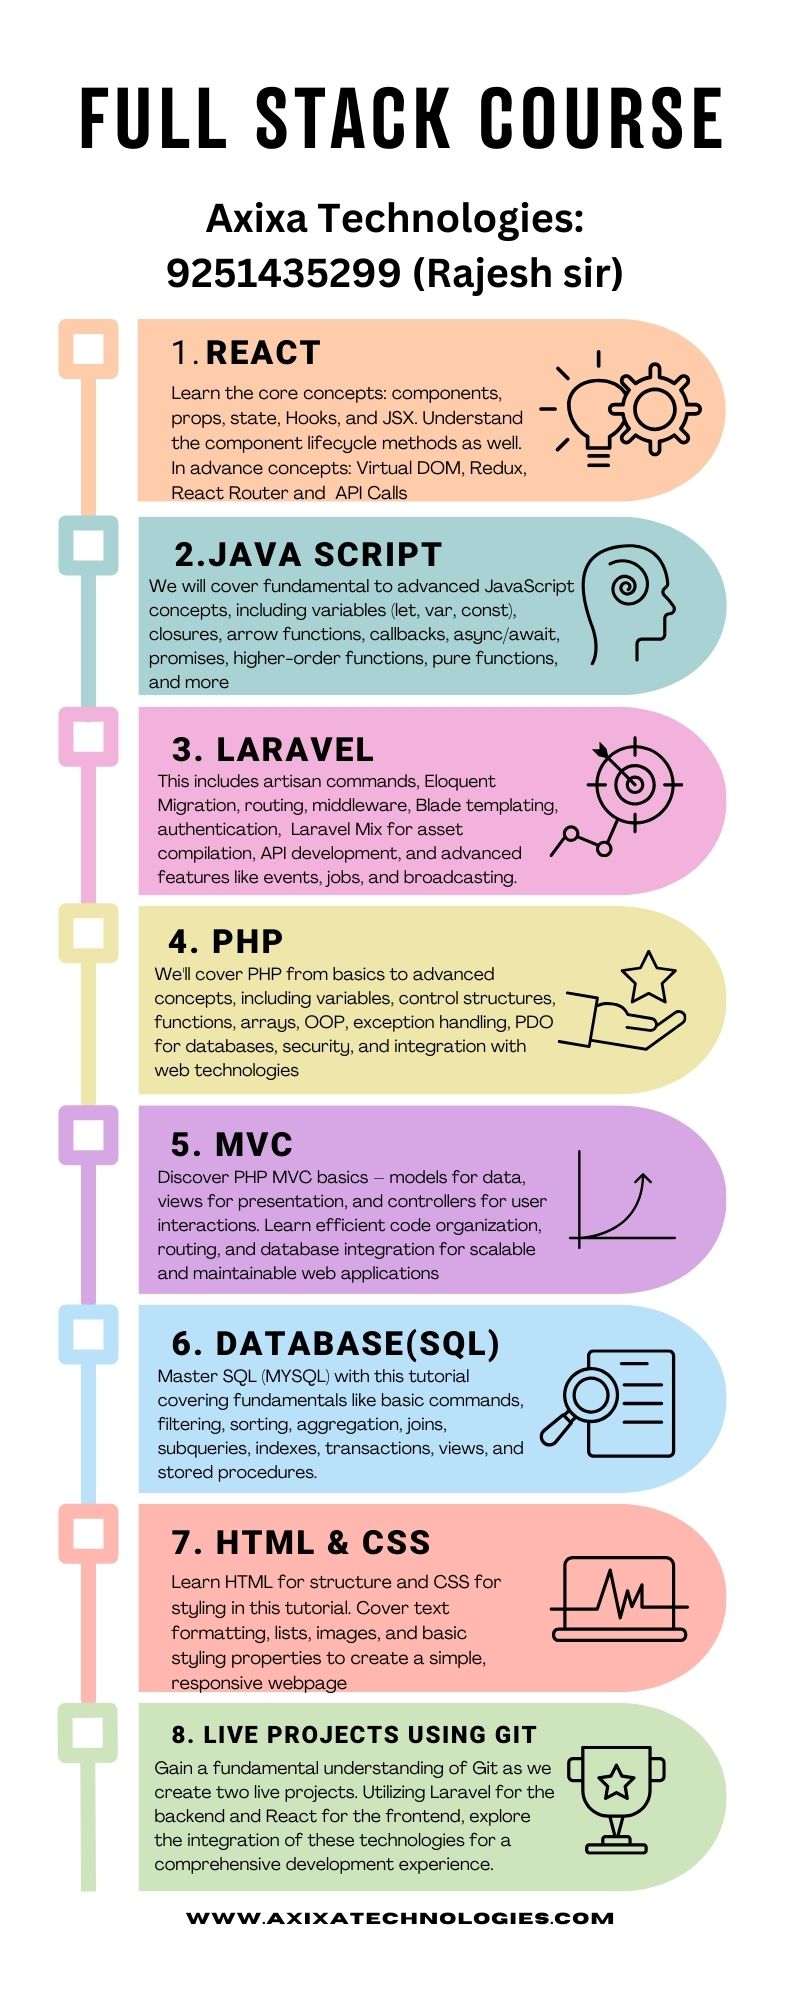 FULL STACK COURSE
Axixa Technologies:
9251435299 (Rajesh sir)
1. REACT
Learn the core concepts: components,
props, state, Hooks, and JSX. Understand
the component lifecycle methods as well.
In advance concepts: Virtual DOM, Redux,
React Router and  API Calls
2.JAVA SCRIPT
We will cover fundamental to advanced JavaScript
concepts, including variables (let, var, const),
closures, arrow functions, callbacks, async/await,
promises, higher-order functions, pure functions,
and more
3. LARAVEL
This includes artisan commands, Eloquent
Migration, routing, middleware, Blade templating,
authentication,  Laravel Mix for asset
compilation, API development, and advanced
features like events, jobs, and broadcasting.
4. PHP
We'll cover PHP from basics to advanced
concepts, including variables, control structures,
functions, arrays, OOP, exception handling, PDO
for databases, security, and integration with
web technologies
5. MVC
Discover PHP MVC basics – models for data,
views for presentation, and controllers for user
interactions. Learn efficient code organization,
routing, and database integration for scalable
and maintainable web applications
6. DATABASE(SQL)
Master SQL (MYSQL) with this tutorial
covering fundamentals like basic commands,
filtering, sorting, aggregation, joins,
subqueries, indexes, transactions, views, and
stored procedures.
7. HTML & CSS
Learn HTML for structure and CSS for
styling in this tutorial. Cover text
formatting, lists, images, and basic
styling properties to create a simple,
responsive webpage
8. LIVE PROJECTS USING GIT
Gain a fundamental understanding of Git as we
create two live projects. Utilizing Laravel for the
backend and React for the frontend, explore
the integration of these technologies for a
comprehensive development experience.
WWW.AXIXATECHNOLOGIES.COM